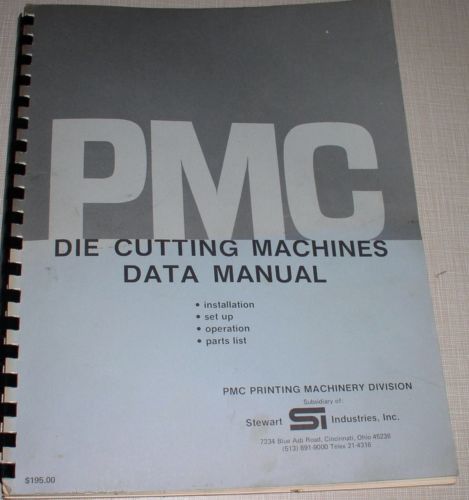 PMC
DIE CUTTING MACHINES
DATA MANUAL
• installation
• set up
• operation
• parts list
PMC PRINTING MACHINERY DIVISION
Subsidiary of:
Stewart Si Industries, Inc.
7234 Blue Ash Road, Cincinnati, Ohio 45236
(513) 891-9000 Telex 21-4316
$195.00